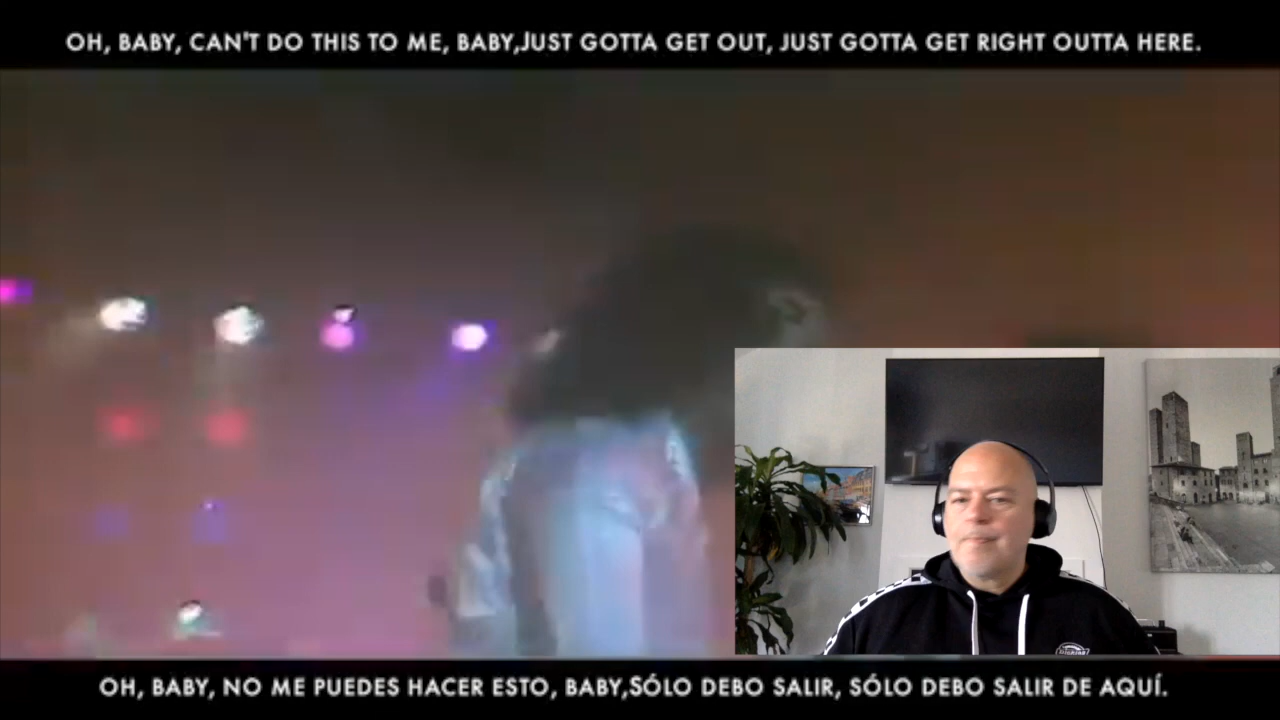 OH, BABY, CAN'T DO THIS TO ME, BABY,JUST GOTTA GET OUT, JUST GOTTA GET RIGHT OUTTA HERE.
OH, BABY, NO ME PUEDES HACER ESTO, BABY,SÓLO DEBO SALIR, SÓLO DEBO SALIR DE AQUÍ.